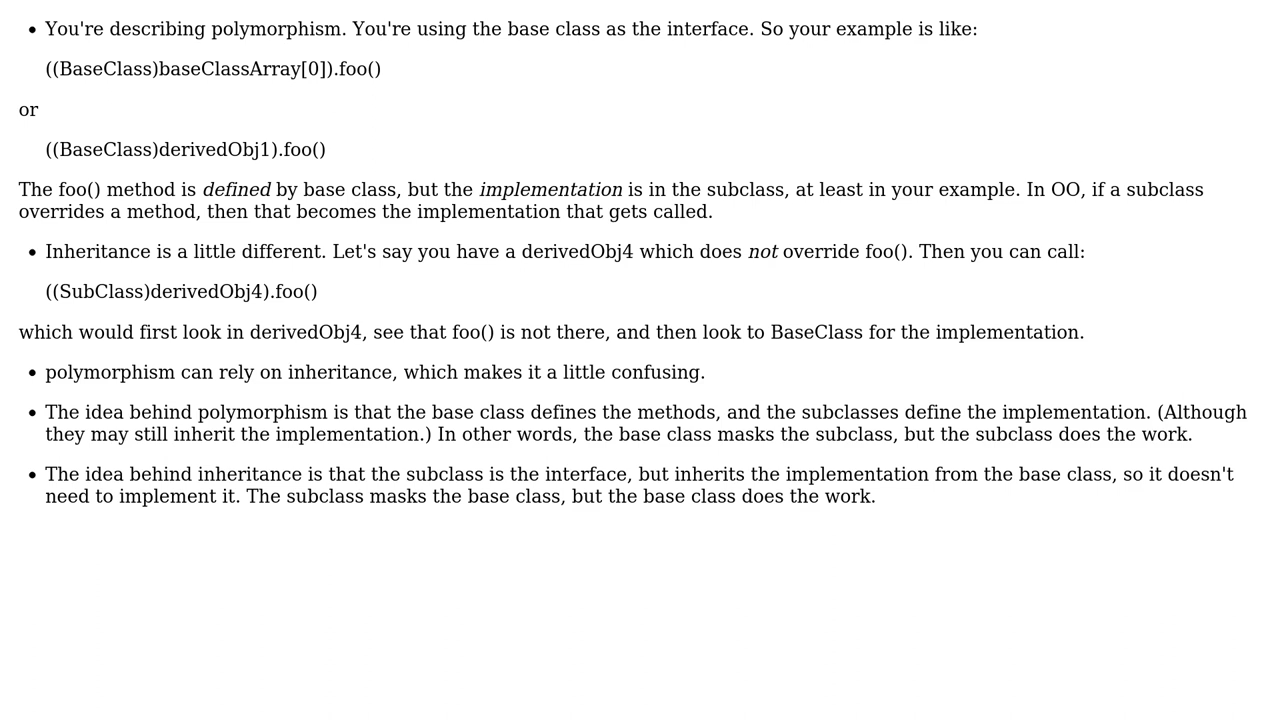 • You're describing polymorphism. You're using the base class as the interface. So your example is like:
((BaseClass)baseClassArray[0]).foo()
or
((BaseClass)derivedObj1).foo()
The foo() method is defined by base class, but the implementation is in the subclass, at least in your example. In OO, if a subclass
overrides a method, then that becomes the implementation that gets called.
• Inheritance is a little different. Let's say you have a derivedObj4 which does not override foo(). Then you can call:
((SubClass)derivedObj4).foo()
which would first look in derivedObj4, see that foo() is not there, and then look to BaseClass for the implementation.
• polymorphism can rely on inheritance, which makes it a little confusing.
• The idea behind polymorphism is that the base class defines the methods, and the subclasses define the implementation. (Although
they may still inherit the implementation.) In other words, the base class masks the subclass, but the subclass does the work.
• The idea behind inheritance is that the subclass is the interface, but inherits the implementation from the base class, so it doesn't
need to implement it. The subclass masks the base class, but the base class does the work.